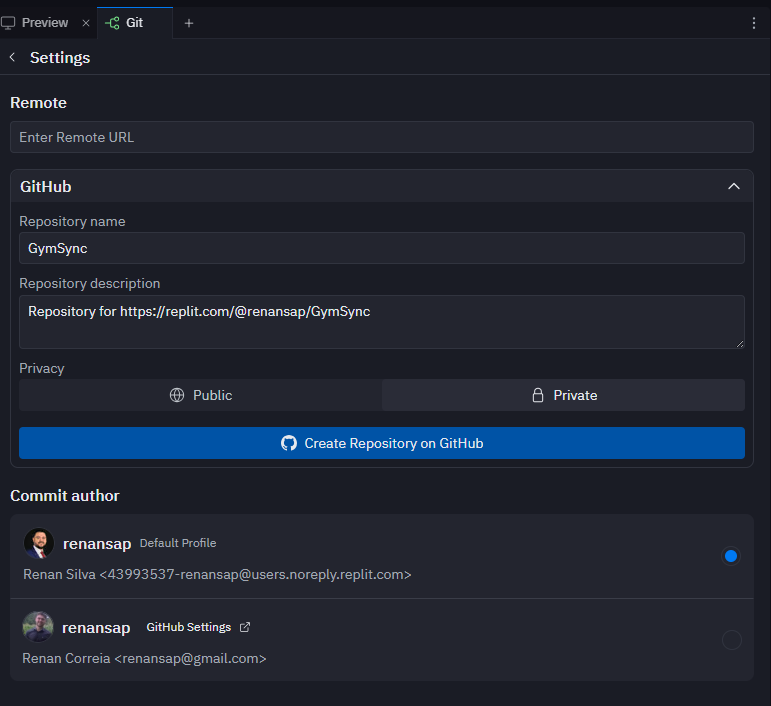 Preview
Git
Settings
Remote
Enter Remote URL
GitHub
Repository name
GymSync
Repository description
Repository for https://replit.com/@renansap/GymSync
Privacy
Public
Private
Create Repository on GitHub
Commit author
renansap Default Profile
Renan Silva <43993537-renansap@users.noreply.replit.com>
renansap GitHub Settings
Renan Correia <renansap@gmail.com>